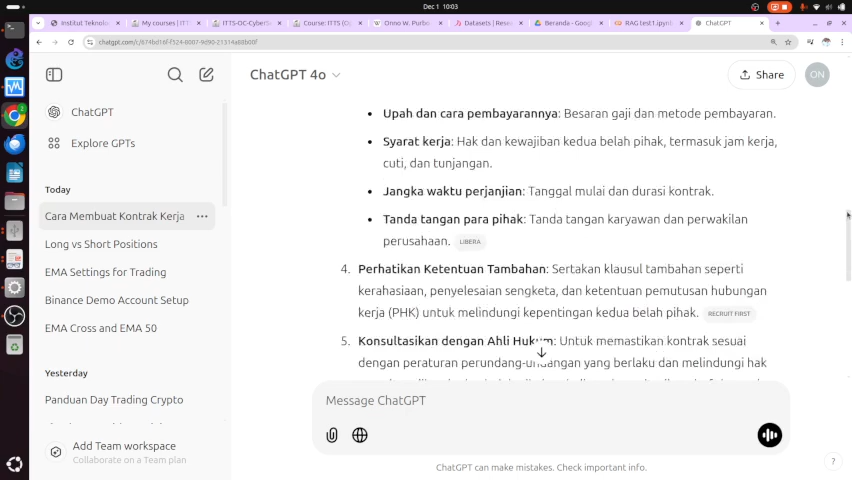 Dec 1 10:03
Institut Teknolo
My courses | ITT
ITTS-OC-CyberSe
Course: ITTS (O
Onno W. Purbo
Datasets | Resea
Beranda - Googl
RAG test1.ipynb
ChatGPT
chatgpt.com/c/674bd16f-f524-8007-9d90-21314a68b00f
ChatGPT 4o
Share
ON
ChatGPT
Explore GPTs
Today
Cara Membuat Kontrak Kerja
Long vs Short Positions
EMA Settings for Trading
Binance Demo Account Setup
EMA Cross and EMA 50
Yesterday
Panduan Day Trading Crypto
Add Team workspace
Collaborate on a Team plan
• Upah dan cara pembayarannya: Besaran gaji dan metode pembayaran.
• Syarat kerja: Hak dan kewajiban kedua belah pihak, termasuk jam kerja,
cuti, dan tunjangan.
• Jangka waktu perjanjian: Tanggal mulai dan durasi kontrak.
• Tanda tangan para pihak: Tanda tangan karyawan dan perwakilan
perusahaan. LIBERA
4. Perhatikan Ketentuan Tambahan: Sertakan klausul tambahan seperti
kerahasiaan, penyelesaian sengketa, dan ketentuan pemutusan hubungan
kerja (PHK) untuk melindungi kepentingan kedua belah pihak. RECRUIT FIRST
5. Konsultasikan dengan Ahli Hukum: Untuk memastikan kontrak sesuai
dengan peraturan perundang-undangan yang berlaku dan melindungi hak
Message ChatGPT
ChatGPT can make mistakes. Check important info.
?